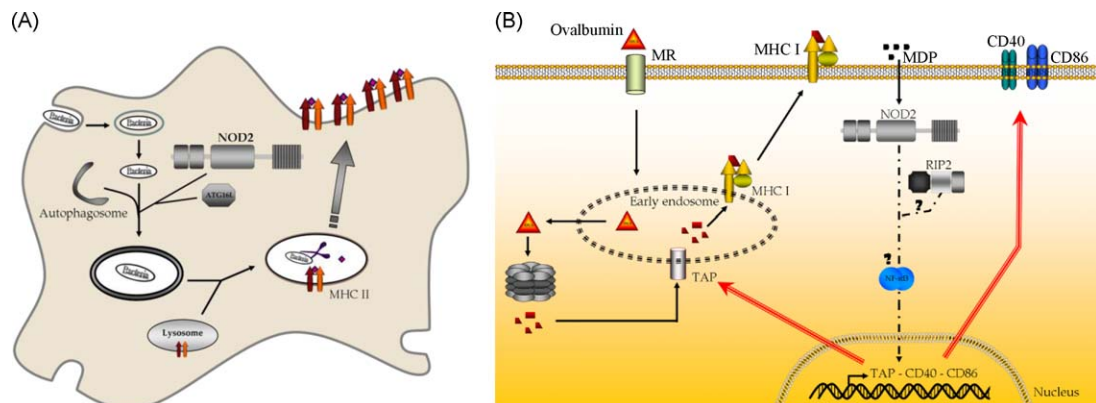 (A)
Bacteria
Bacteria
NOD2
Bacteria
ATG16L
Autophagosome
Bacteria
Bacteria
MHC II
Lysosome
(B)
Ovalbumin
MR
MHC I
MDP
CD40
CD86
NOD2
RIP2
MHC I
Early endosome
?
TAP
?
NF-κB
TAP - CD40 - CD86
Nucleus